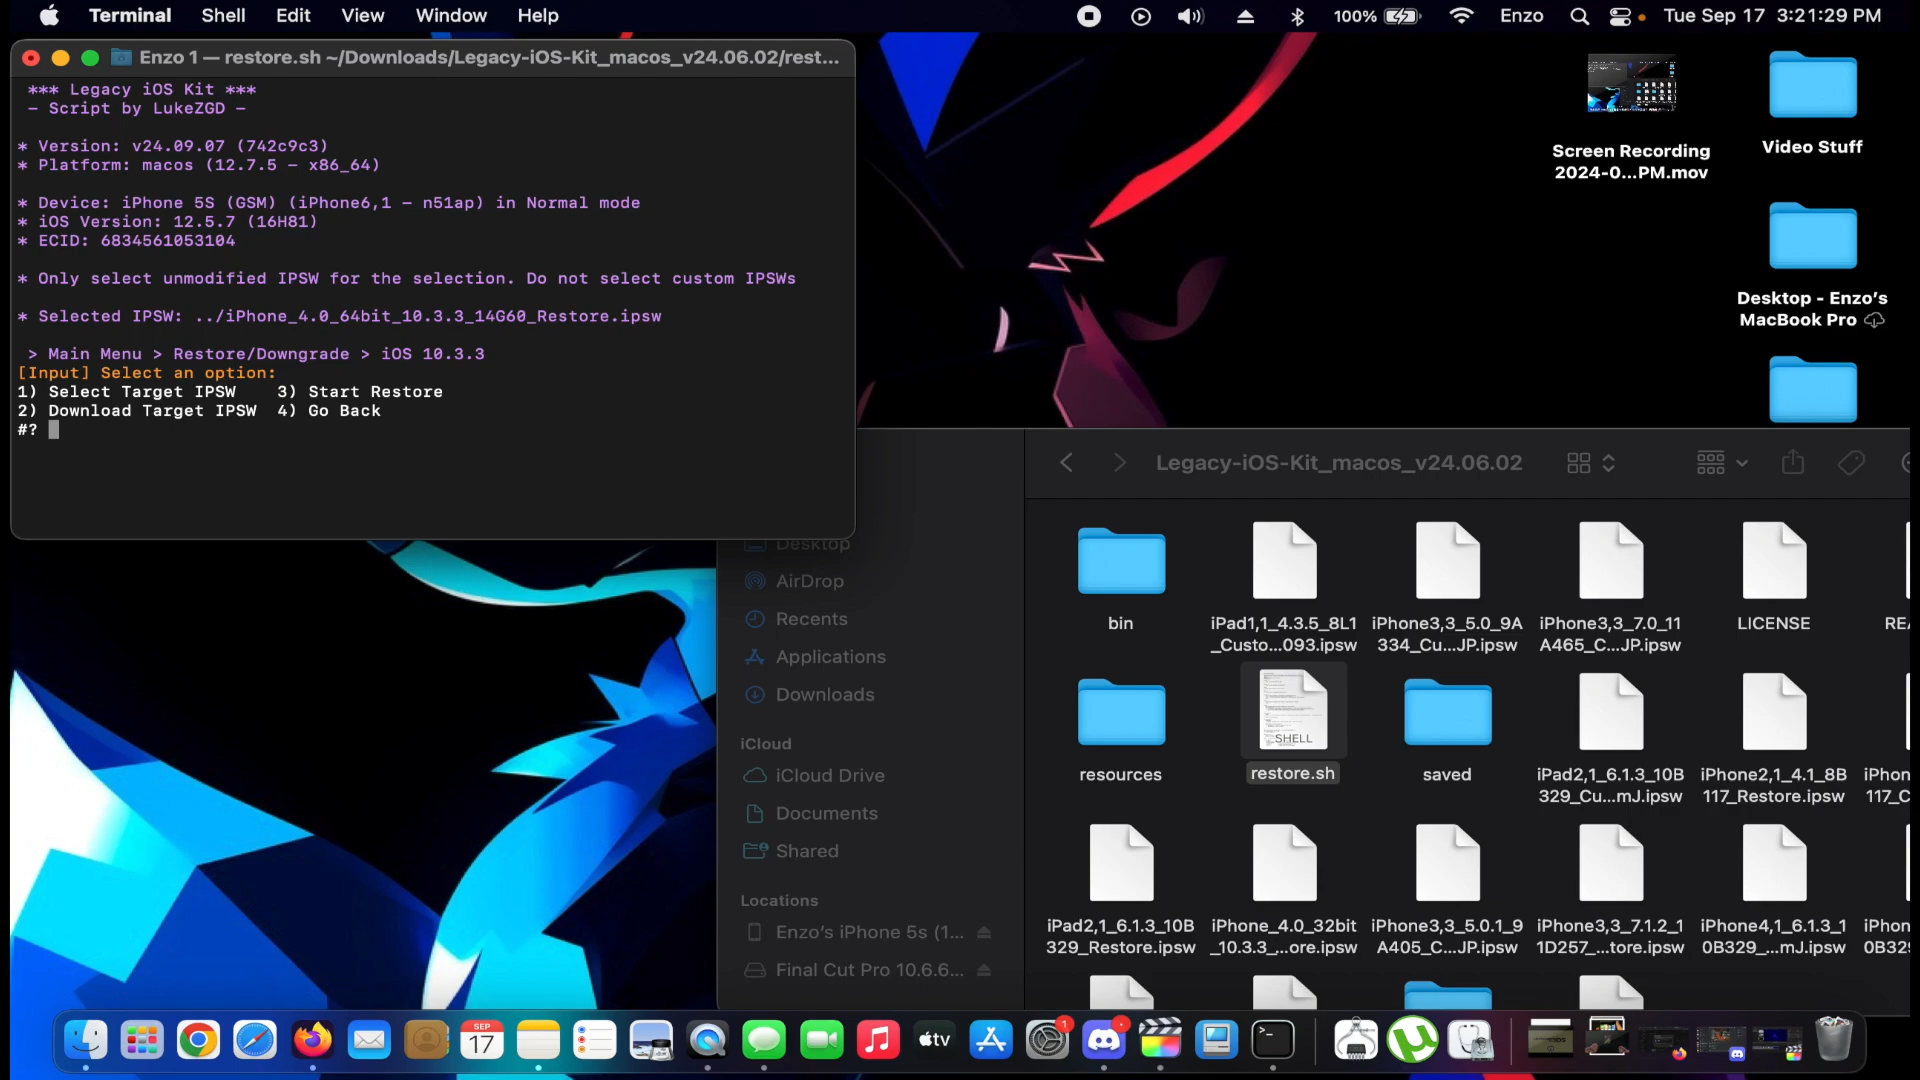 Terminal Shell Edit View Window Help
100% Enzo Tue Sep 17 3:21:29 PM
Enzo 1 — restore.sh ~/Downloads/Legacy-iOS-Kit_macos_v24.06.02/rest...
*** Legacy iOS Kit ***
- Script by LukeZGD -
* Version: v24.09.07 (742c9c3)
* Platform: macos (12.7.5 - x86_64)
* Device: iPhone 5S (GSM) (iPhone6,1 - n51ap) in Normal mode
* iOS Version: 12.5.7 (16H81)
* ECID: 6834561053104
* Only select unmodified IPSW for the selection. Do not select custom IPSWs
* Selected IPSW: ../iPhone_4.0_64bit_10.3.3_14G60_Restore.ipsw
> Main Menu > Restore/Downgrade > iOS 10.3.3
[Input] Select an option:
1) Select Target IPSW 3) Start Restore
2) Download Target IPSW 4) Go Back
#?
Screen Recording
2024-0...PM.mov
Video Stuff
Desktop - Enzo's
MacBook Pro
Legacy-iOS-Kit_macos_v24.06.02
Desktop
AirDrop
Recents
Applications
Downloads
iCloud
iCloud Drive
Documents
Shared
Locations
Enzo's iPhone 5s (1...
Final Cut Pro 10.6.6...
bin
iPad1,1_4.3.5_8L1
_Custo...093.ipsw
iPhone3,3_5.0_9A
334_Cu...JP.ipsw
iPhone3,3_7.0_11
A465_C...JP.ipsw
LICENSE
REA
resources
SHELL
restore.sh
saved
iPad2,1_6.1.3_10B
329_Cu...mJ.ipsw
iPhone2,1_4.1_8B
117_Restore.ipsw
iPhon
117_C
iPad2,1_6.1.3_10B
329_Restore.ipsw
iPhone_4.0_32bit
_10.3.3_...ore.ipsw
iPhone3,3_5.0.1_9
A405_C...JP.ipsw
iPhone3,3_7.1.2_1
1D257_...tore.ipsw
iPhone4,1_6.1.3_1
0B329_...mJ.ipsw
iPhon
0B329
SEP
17
tv
1